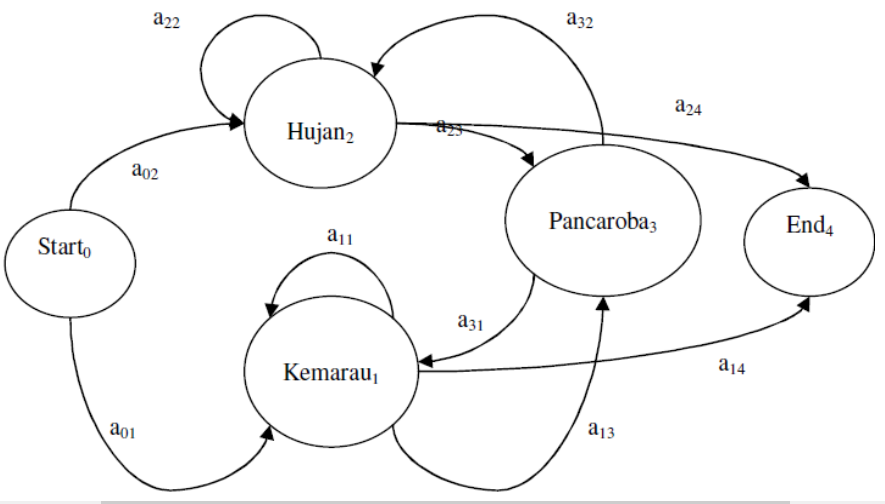 a₂₂
a₃₂
a₂₄
Hujan₂
a₂₃
a₀₂
Pancaroba₃
End₄
Start₀
a₁₁
a₃₁
Kemarau₁
a₁₄
a₀₁
a₁₃